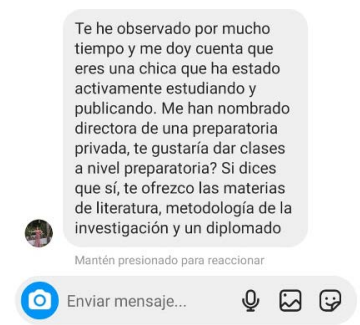 Te he observado por mucho
tiempo y me doy cuenta que
eres una chica que ha estado
activamente estudiando y
publicando. Me han nombrado
directora de una preparatoria
privada, te gustaría dar clases
a nivel preparatoria? Si dices
que sí, te ofrezco las materias
de literatura, metodología de la
investigación y un diplomado
Mantén presionado para reaccionar
Enviar mensaje...